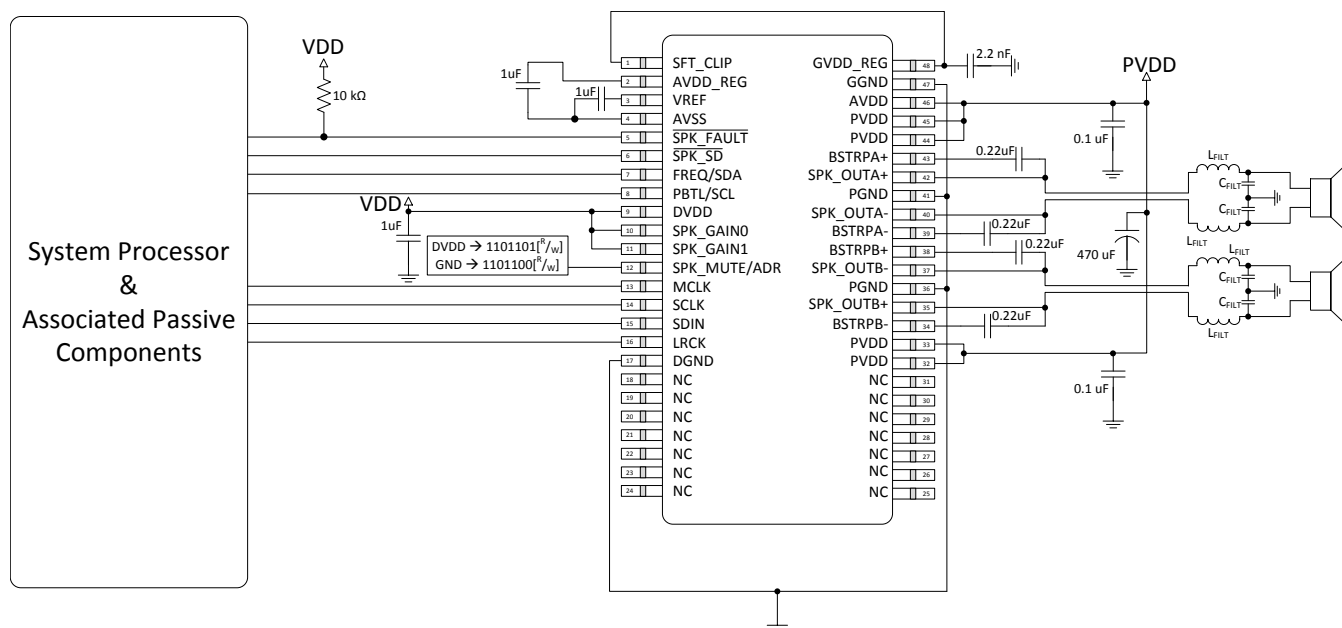 System Processor
&
Associated Passive
Components
VDD
10 kΩ
1uF
1uF
VDD
1uF
DVDD → 1101101[R/W]
GND → 1101100[R/W]
1 SFT_CLIP
2 AVDD_REG
3 VREF
4 AVSS
5 SPK_FAULT
6 SPK_SD
7 FREQ/SDA
8 PBTL/SCL
9 DVDD
10 SPK_GAIN0
11 SPK_GAIN1
12 SPK_MUTE/ADR
13 MCLK
14 SCLK
15 SDIN
16 LRCK
17 DGND
18 NC
19 NC
20 NC
21 NC
22 NC
23 NC
24 NC
GVDD_REG 48
GGND 47
AVDD 46
PVDD 45
PVDD 44
BSTRPA+ 43
SPK_OUTA+ 42
PGND 41
SPK_OUTA- 40
BSTRPA- 39
BSTRPB+ 38
SPK_OUTB- 37
PGND 36
SPK_OUTB+ 35
BSTRPB- 34
PVDD 33
PVDD 32
NC 31
NC 30
NC 29
NC 28
NC 27
NC 26
NC 25
2.2 nF
PVDD
0.1 uF
0.22uF
0.22uF
0.22uF
0.22uF
470 uF
0.1 uF
LFILT
CFILT
CFILT
LFILT
LFILT
CFILT
CFILT
LFILT